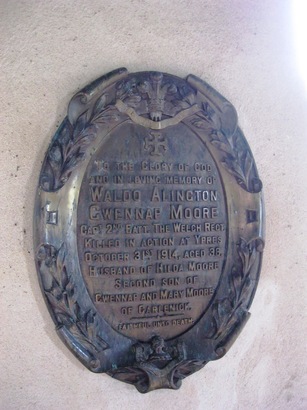 TO THE GLORY OF GOD
AND IN LOVING MEMORY OF
WALDO ALINGTON
GWENNAP MOORE
CAPT 2ND BATT. THE WELCH REGT.
KILLED IN ACTION AT YPRES
OCTOBER 31ST 1914, AGED 36.
HUSBAND OF HILDA MOORE
SECOND SON OF
GWENNAP AND MARY MOORE
OF GARLENICK.
FAITHFUL UNTO DEATH.